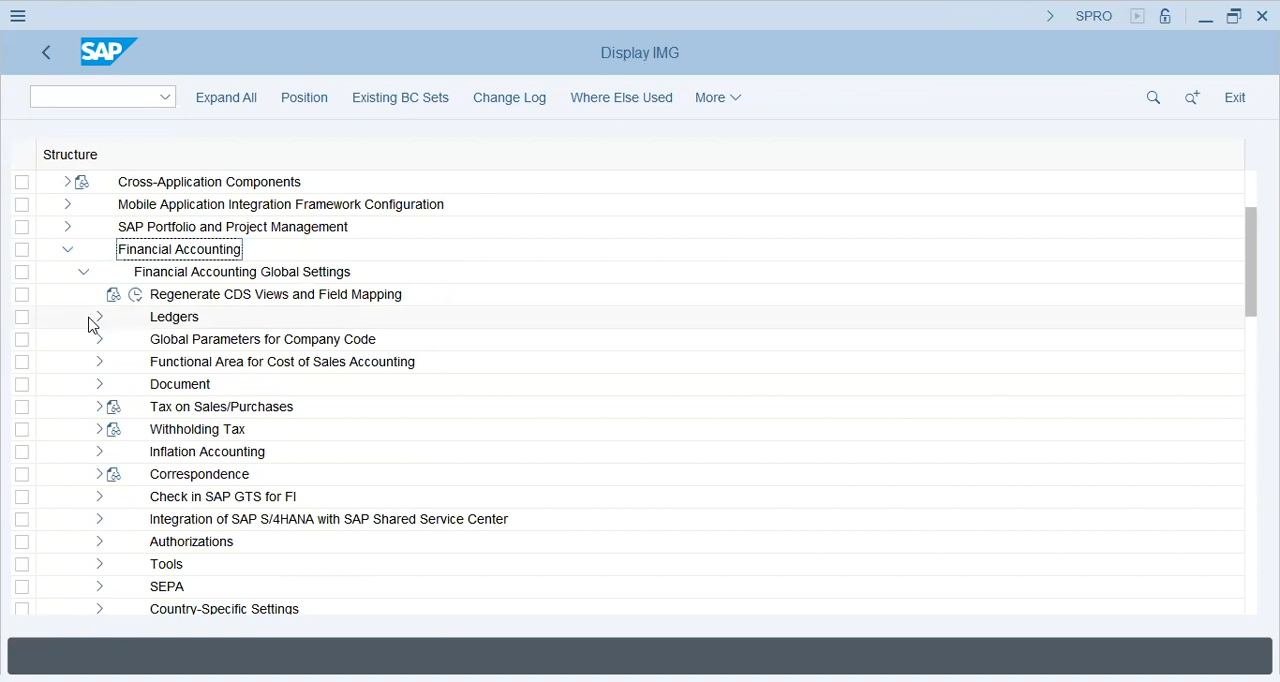 SPRO
SAP
Display IMG
Expand All
Position
Existing BC Sets
Change Log
Where Else Used
More
Exit
Structure
Cross-Application Components
Mobile Application Integration Framework Configuration
SAP Portfolio and Project Management
Financial Accounting
Financial Accounting Global Settings
Regenerate CDS Views and Field Mapping
Ledgers
Global Parameters for Company Code
Functional Area for Cost of Sales Accounting
Document
Tax on Sales/Purchases
Withholding Tax
Inflation Accounting
Correspondence
Check in SAP GTS for FI
Integration of SAP S/4HANA with SAP Shared Service Center
Authorizations
Tools
SEPA
Country-Specific Settings